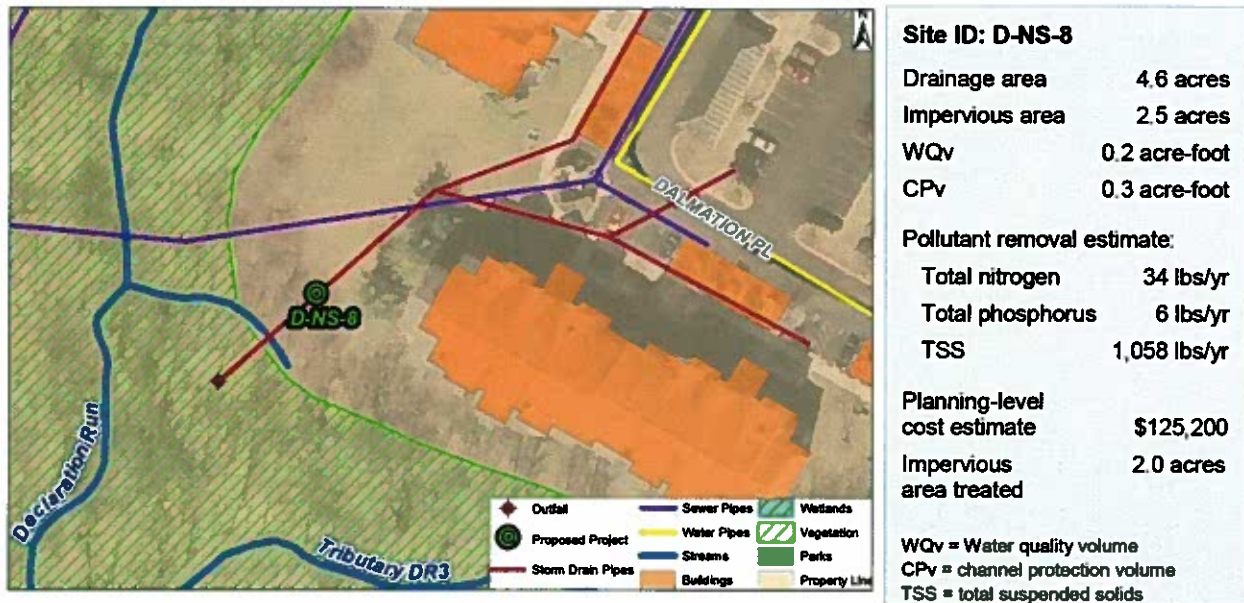 N
DALMATION PL
D-NS-8
Declaration Run
Tributary DR3
Outfall
Proposed Project
Storm Drain Pipes
Sewer Pipes
Water Pipes
Streams
Buildings
Wetlands
Vegetation
Parks
Property Line
Site ID: D-NS-8
Drainage area 4.6 acres
Impervious area 2.5 acres
WQv 0.2 acre-foot
CPv 0.3 acre-foot
Pollutant removal estimate:
Total nitrogen 34 lbs/yr
Total phosphorus 6 lbs/yr
TSS 1,058 lbs/yr
Planning-level
cost estimate $125,200
Impervious 2.0 acres
area treated
WQv = Water quality volume
CPv = channel protection volume
TSS = total suspended solids